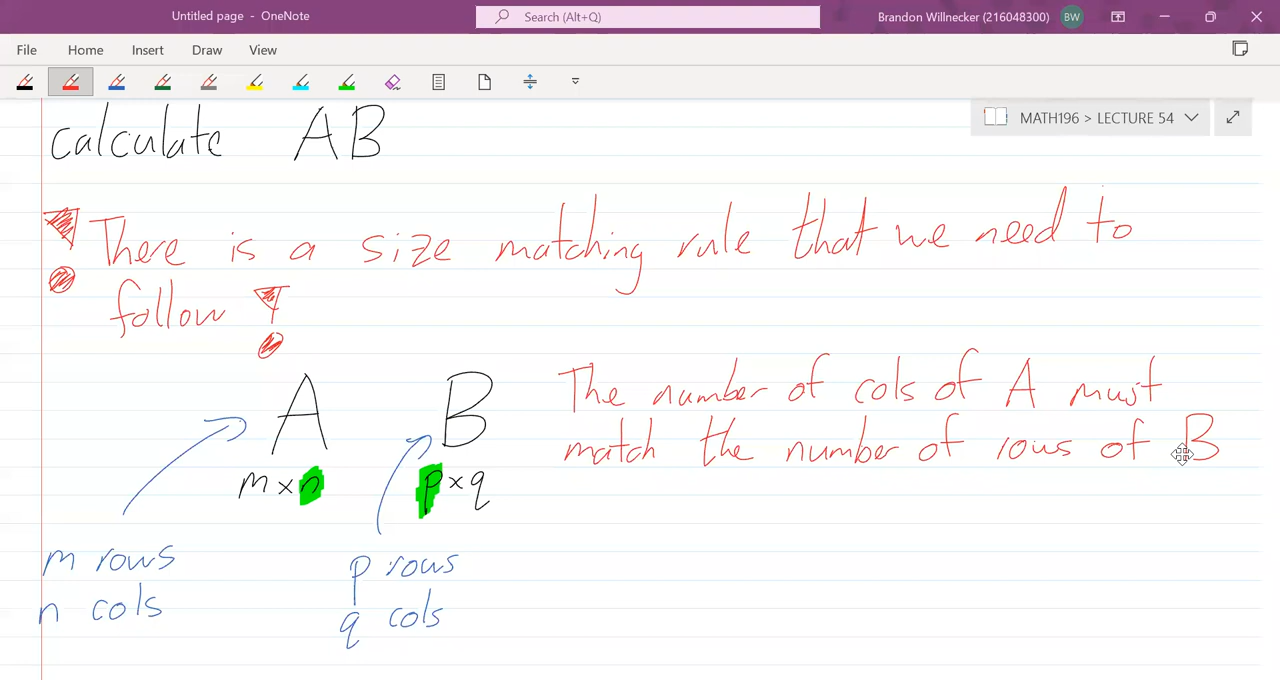 Untitled page - OneNote
Search (Alt+Q)
Brandon Willnecker (216048300)
BW
File Home Insert Draw View
MATH196 > LECTURE 54
calculate AB
! There is a size matching rule that we need to
follow !
A B
m × n p × q
The number of cols of A must
match the number of rows of B
m rows
n cols
p rows
q cols